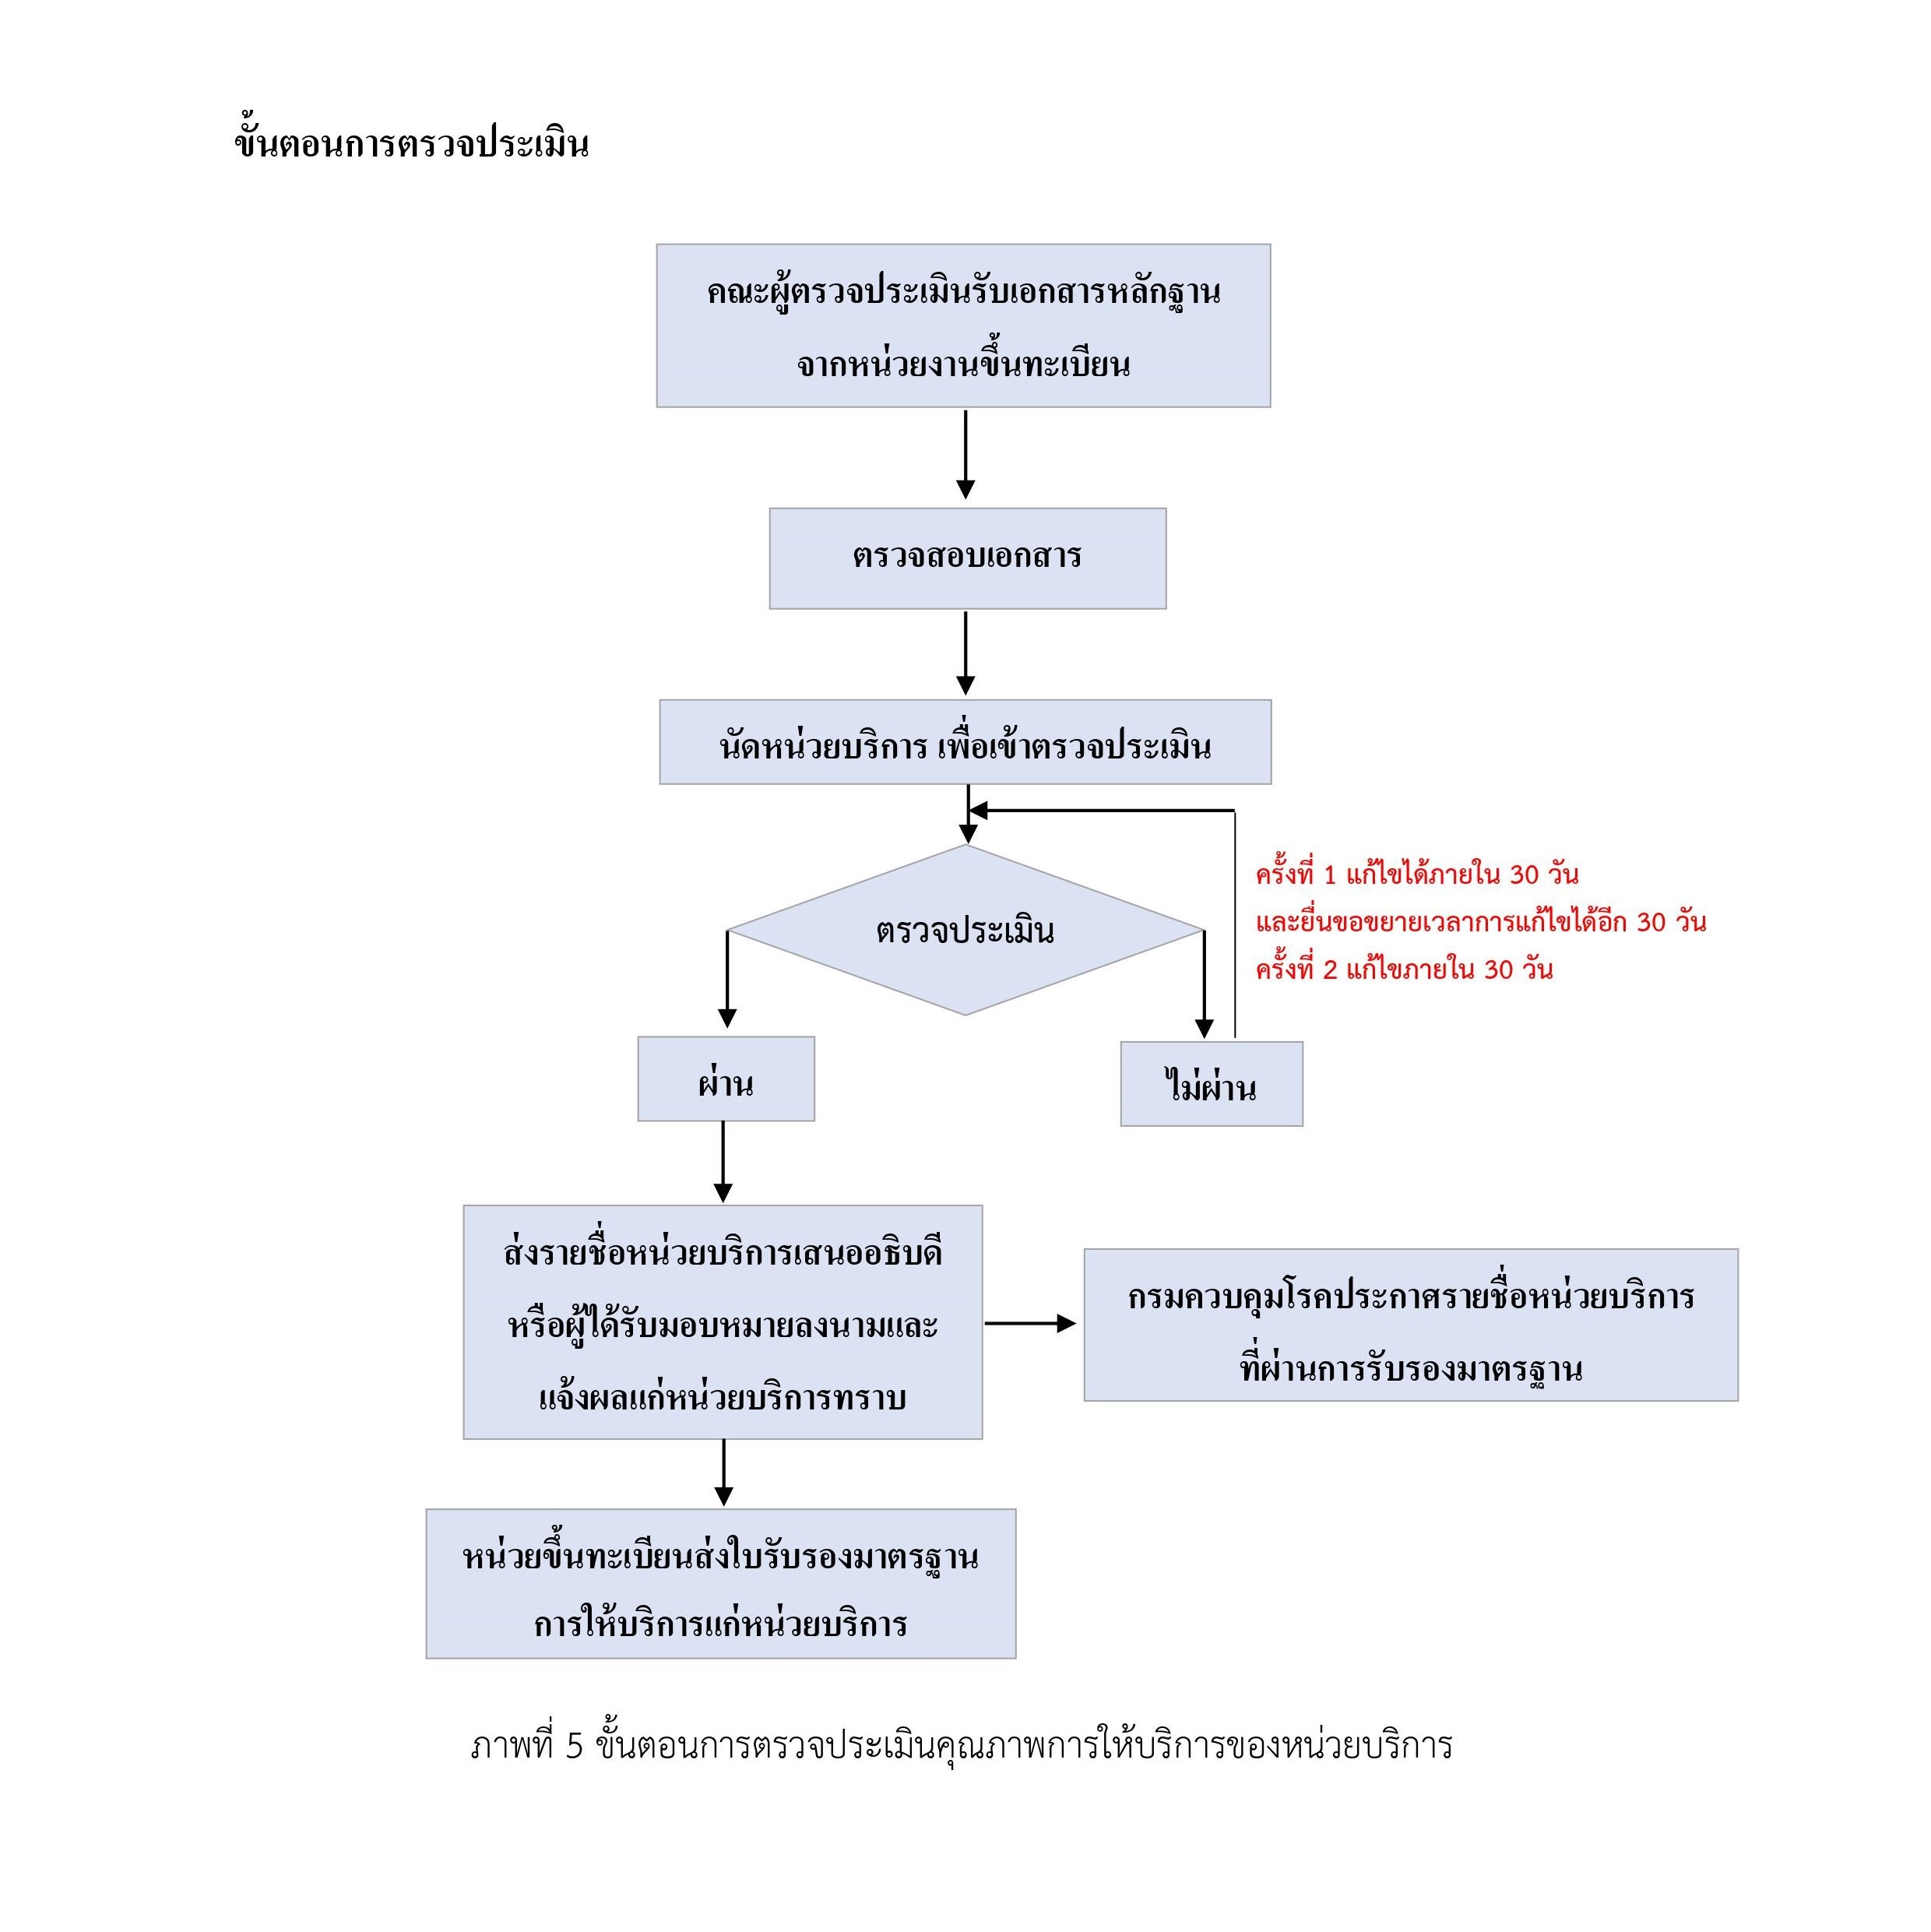 ขั้นตอนการตรวจประเมิน
คณะผู้ตรวจประเมินรับเอกสารหลักฐาน
จากหน่วยงานขึ้นทะเบียน
ตรวจสอบเอกสาร
นัดหน่วยบริการ เพื่อเข้าตรวจประเมิน
ครั้งที่ 1 แก้ไขได้ภายใน 30 วัน
และยื่นขอขยายเวลาการแก้ไขได้อีก 30 วัน
ครั้งที่ 2 แก้ไขภายใน 30 วัน
ตรวจประเมิน
ผ่าน
ไม่ผ่าน
ส่งรายชื่อหน่วยบริการเสนออธิบดี
หรือผู้ได้รับมอบหมายลงนามและ
แจ้งผลแก่หน่วยบริการทราบ
กรมควบคุมโรคประกาศรายชื่อหน่วยบริการ
ที่ผ่านการรับรองมาตรฐาน
หน่วยขึ้นทะเบียนส่งใบรับรองมาตรฐาน
การให้บริการแก่หน่วยบริการ
ภาพที่ 5 ขั้นตอนการตรวจประเมินคุณภาพการให้บริการของหน่วยบริการ